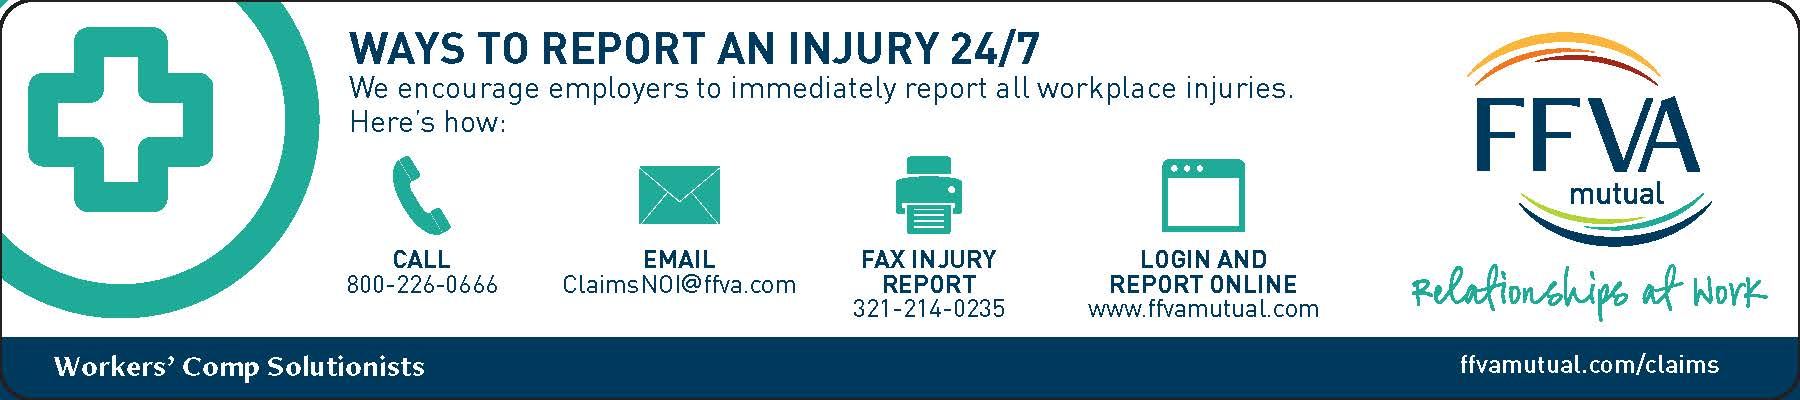 WAYS TO REPORT AN INJURY 24/7
We encourage employers to immediately report all workplace injuries.
Here's how:
CALL
800-226-0666
EMAIL
ClaimsNOI@ffva.com
FAX INJURY
REPORT
321-214-0235
LOGIN AND
REPORT ONLINE
www.ffvamutual.com
FFVA
mutual
Relationships at Work
Workers’ Comp Solutionists
ffvamutual.com/claims